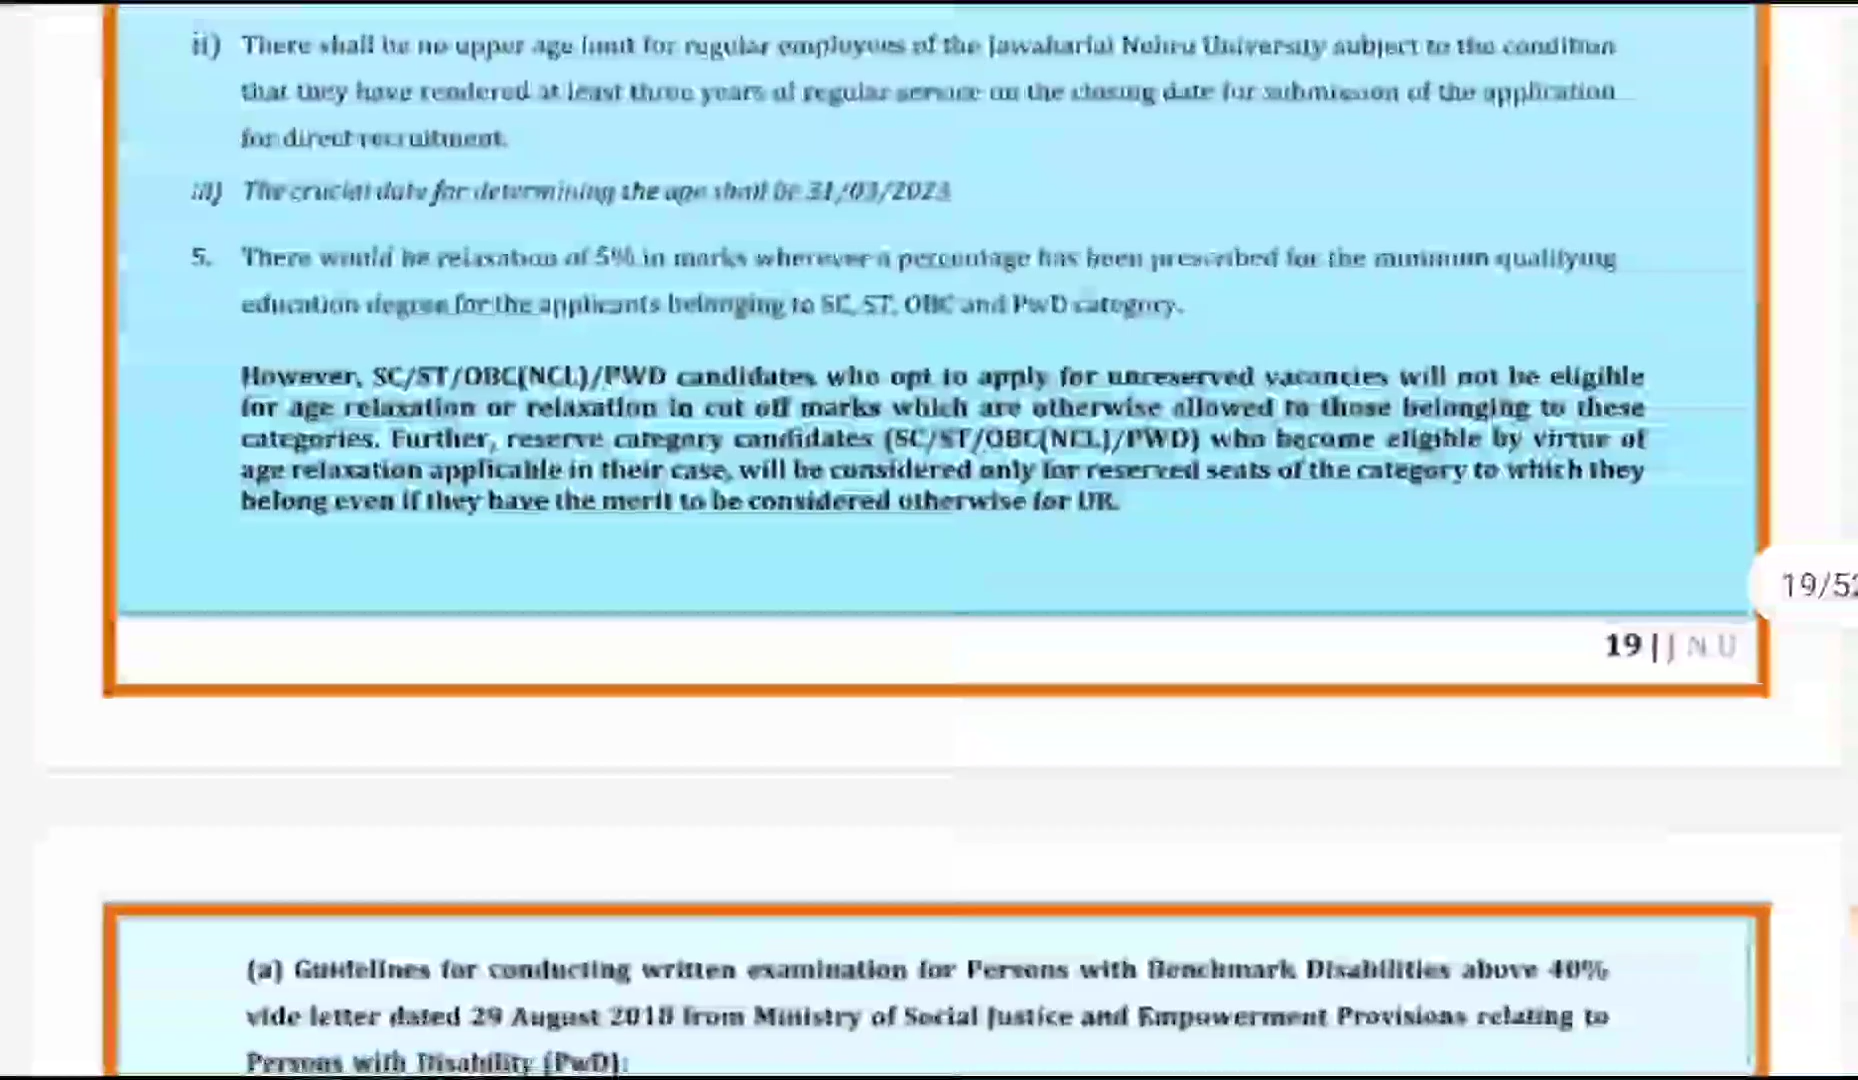 ii) There shall be no upper age limit for regular employees of the Jawaharlal Nehru University subject to the condition
that they have rendered at least three years of regular service on the closing date for submission of the application
for direct recruitment.
iii) The crucial date for determining the age shall be 31/03/2023
5. There would be relaxation of 5% in marks wherever a percentage has been prescribed for the minimum qualifying
education degree for the applicants belonging to SC, ST, OBC and PwD category.
However, SC/ST/OBC(NCL)/PWD candidates who opt to apply for unreserved vacancies will not be eligible
for age relaxation or relaxation in cut off marks which are otherwise allowed to those belonging to these
categories. Further, reserve category candidates (SC/ST/OBC(NCL)/PWD) who become eligible by virtue of
age relaxation applicable in their case, will be considered only for reserved seats of the category to which they
belong even if they have the merit to be considered otherwise for UR.
19/52
19 | J N U
(a) Guidelines for conducting written examination for Persons with Benchmark Disabilities above 40%
vide letter dated 29 August 2018 from Ministry of Social Justice and Empowerment Provisions relating to
Persons with Disability (PwD):